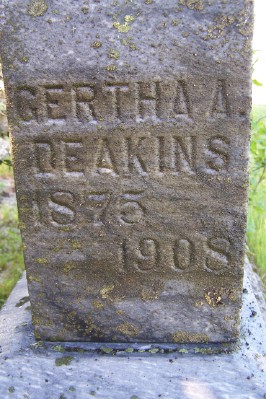 GERTHA A.
DEAKINS
1875 —
— 1908